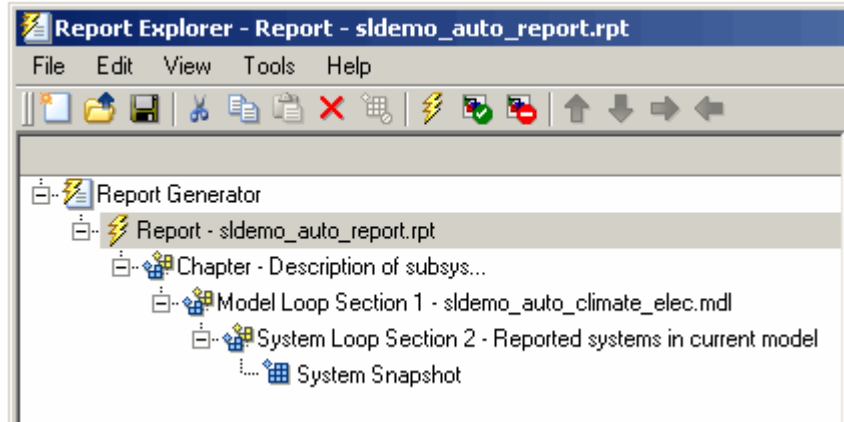 Report Explorer - Report - sldemo_auto_report.rpt
File Edit View Tools Help
Report Generator
Report - sldemo_auto_report.rpt
Chapter - Description of subsys...
Model Loop Section 1 - sldemo_auto_climate_elec.mdl
System Loop Section 2 - Reported systems in current model
System Snapshot